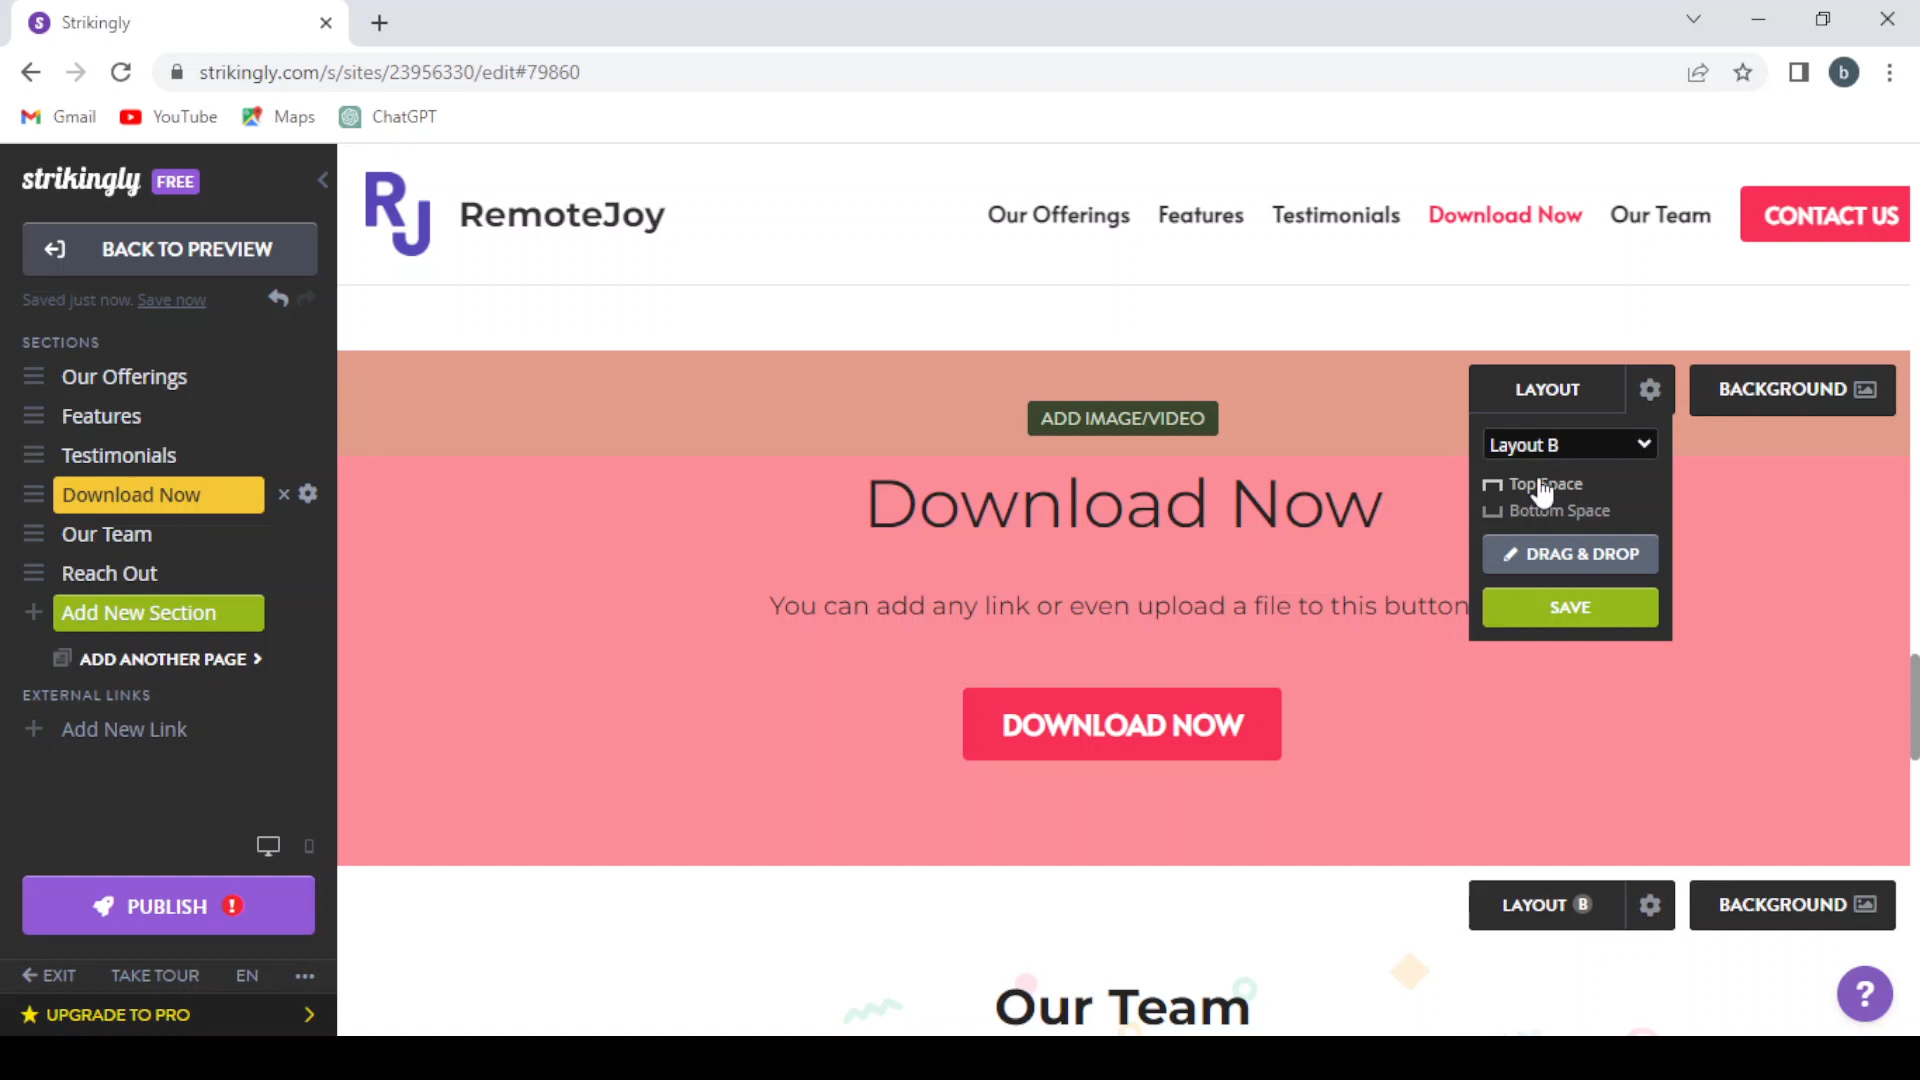 Strikingly
strikingly.com/s/sites/23956330/edit#79860
b
Gmail YouTube Maps ChatGPT
strikingly FREE
BACK TO PREVIEW
Saved just now. Save now
SECTIONS
Our Offerings
Features
Testimonials
Download Now
Our Team
Reach Out
Add New Section
ADD ANOTHER PAGE
EXTERNAL LINKS
Add New Link
PUBLISH !
EXIT TAKE TOUR EN
UPGRADE TO PRO
RJ RemoteJoy
Our Offerings Features Testimonials Download Now Our Team CONTACT US
LAYOUT BACKGROUND
ADD IMAGE/VIDEO
Layout B
Top Space
Bottom Space
DRAG & DROP
SAVE
Download Now
You can add any link or even upload a file to this button
DOWNLOAD NOW
LAYOUT B BACKGROUND
Our Team
?